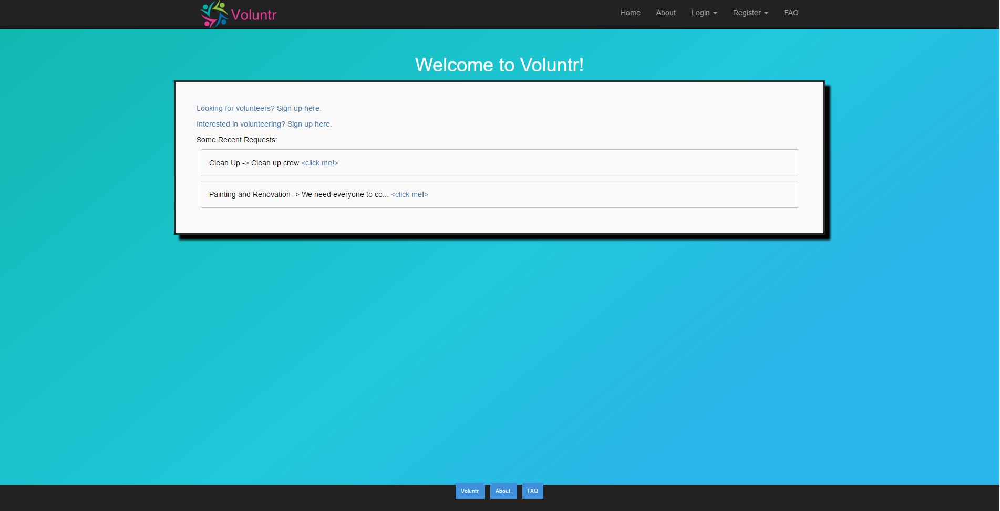 Voluntr
Home About Login Register FAQ
Welcome to Voluntr!
Looking for volunteers? Sign up here.
Interested in volunteering? Sign up here.
Some Recent Requests:
Clean Up -> Clean up crew <click me!>
Painting and Renovation -> We need everyone to co... <click me!>
Voluntr About FAQ